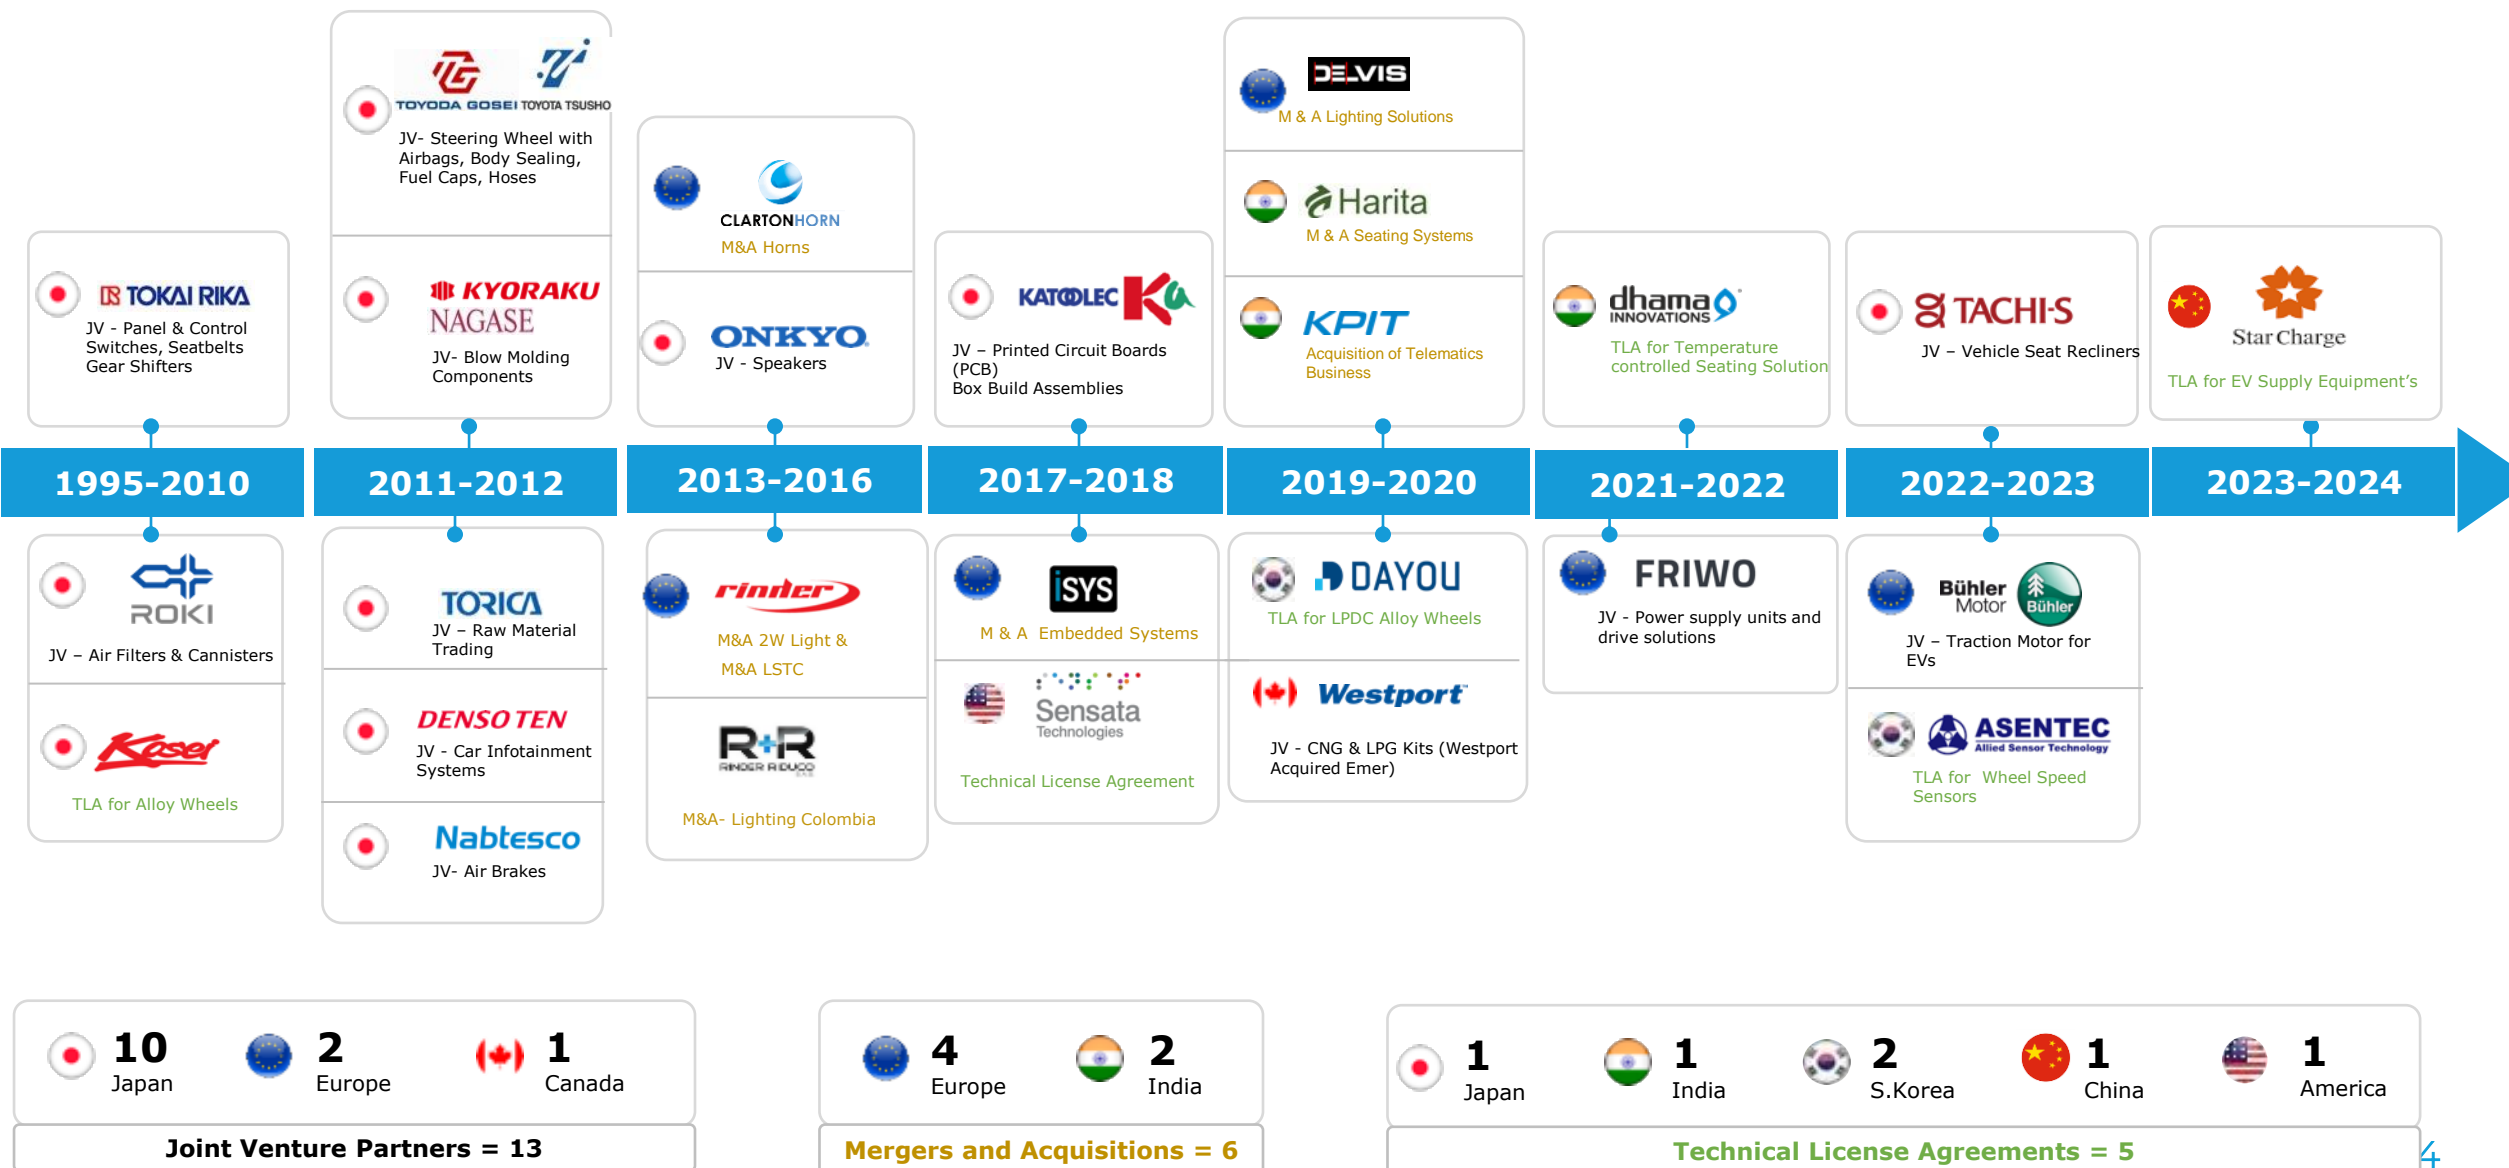 TOYODA GOSEI TOYOTA TSUSHO
JV- Steering Wheel with
Airbags, Body Sealing,
Fuel Caps, Hoses
KYORAKU
NAGASE
JV- Blow Molding
Components
TOKAI RIKA
JV - Panel & Control
Switches, Seatbelts
Gear Shifters
CLARTONHORN
M&A Horns
ONKYO
JV - Speakers
KATOOLEC Ka
JV – Printed Circuit Boards
(PCB)
Box Build Assemblies
DELVIS
M & A Lighting Solutions
Harita
M & A Seating Systems
KPIT
Acquisition of Telematics
Business
dhama
INNOVATIONS
TLA for Temperature
controlled Seating Solution
TACHI-S
JV – Vehicle Seat Recliners
Star Charge
TLA for EV Supply Equipment’s
1995-2010
2011-2012
2013-2016
2017-2018
2019-2020
2021-2022
2022-2023
2023-2024
ROKI
JV – Air Filters & Cannisters
Kosei
TLA for Alloy Wheels
TORICA
JV – Raw Material
Trading
DENSO TEN
JV - Car Infotainment
Systems
Nabtesco
JV- Air Brakes
rinder
M&A 2W Light &
M&A LSTC
R+R
RINDER RIDUCO
M&A- Lighting Colombia
iSYS
M & A  Embedded Systems
Sensata
Technologies
Technical License Agreement
DAYOU
TLA for LPDC Alloy Wheels
Westport
JV - CNG & LPG Kits (Westport
Acquired Emer)
FRIWO
JV - Power supply units and
drive solutions
Bühler
Motor
Bühler
JV – Traction Motor for
EVs
ASENTEC
Allied Sensor Technology
TLA for  Wheel Speed
Sensors
10
Japan
2
Europe
1
Canada
Joint Venture Partners = 13
4
Europe
2
India
Mergers and Acquisitions = 6
1
Japan
1
India
2
S.Korea
1
China
1
America
Technical License Agreements = 5
4